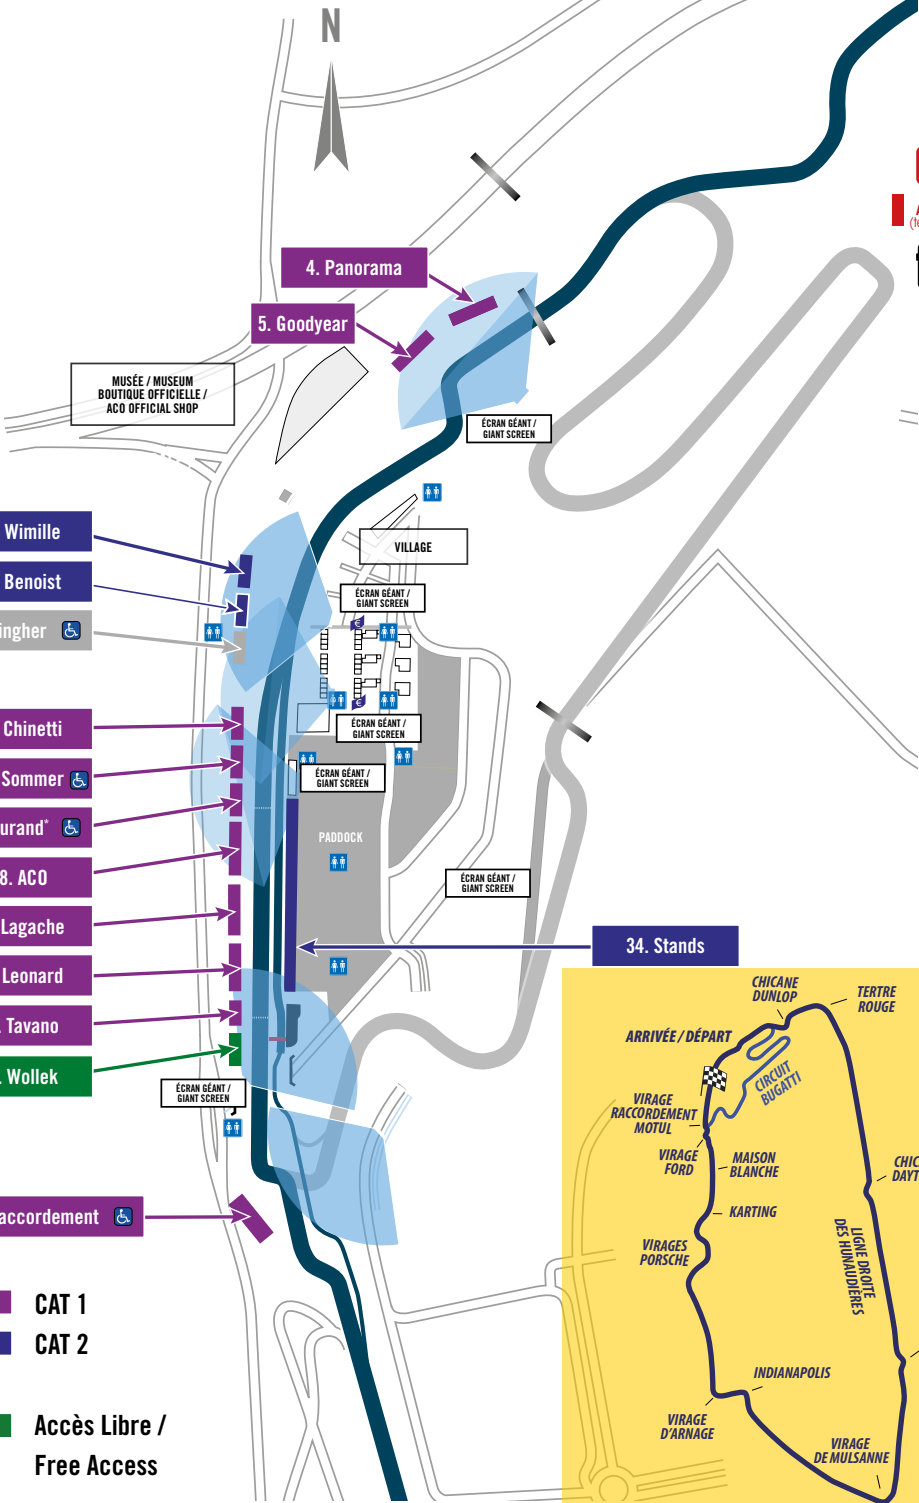 N
4. Panorama
5. Goodyear
MUSÉE / MUSEUM
BOUTIQUE OFFICIELLE /
ACO OFFICIAL SHOP
ÉCRAN GÉANT /
GIANT SCREEN
Wimille
VILLAGE
Benoist
ÉCRAN GÉANT /
GIANT SCREEN
ingher
€
€
Chinetti
ÉCRAN GÉANT /
GIANT SCREEN
Sommer
ÉCRAN GÉANT /
GIANT SCREEN
urand*
PADDOCK
8. ACO
ÉCRAN GÉANT /
GIANT SCREEN
Lagache
34. Stands
Leonard
. Tavano
. Wollek
ÉCRAN GÉANT /
GIANT SCREEN
accordement
CAT 1
CAT 2
Accès Libre /
Free Access
CHICANE
DUNLOP
TERTRE
ROUGE
ARRIVÉE / DÉPART
CIRCUIT
BUGATTI
VIRAGE
RACCORDEMENT
MOTUL
VIRAGE
FORD
MAISON
BLANCHE
CHIC
DAYT
KARTING
VIRAGES
PORSCHE
LIGNE DROITE
DES HUNAUDIÈRES
INDIANAPOLIS
VIRAGE
D'ARNAGE
VIRAGE
DE MULSANNE